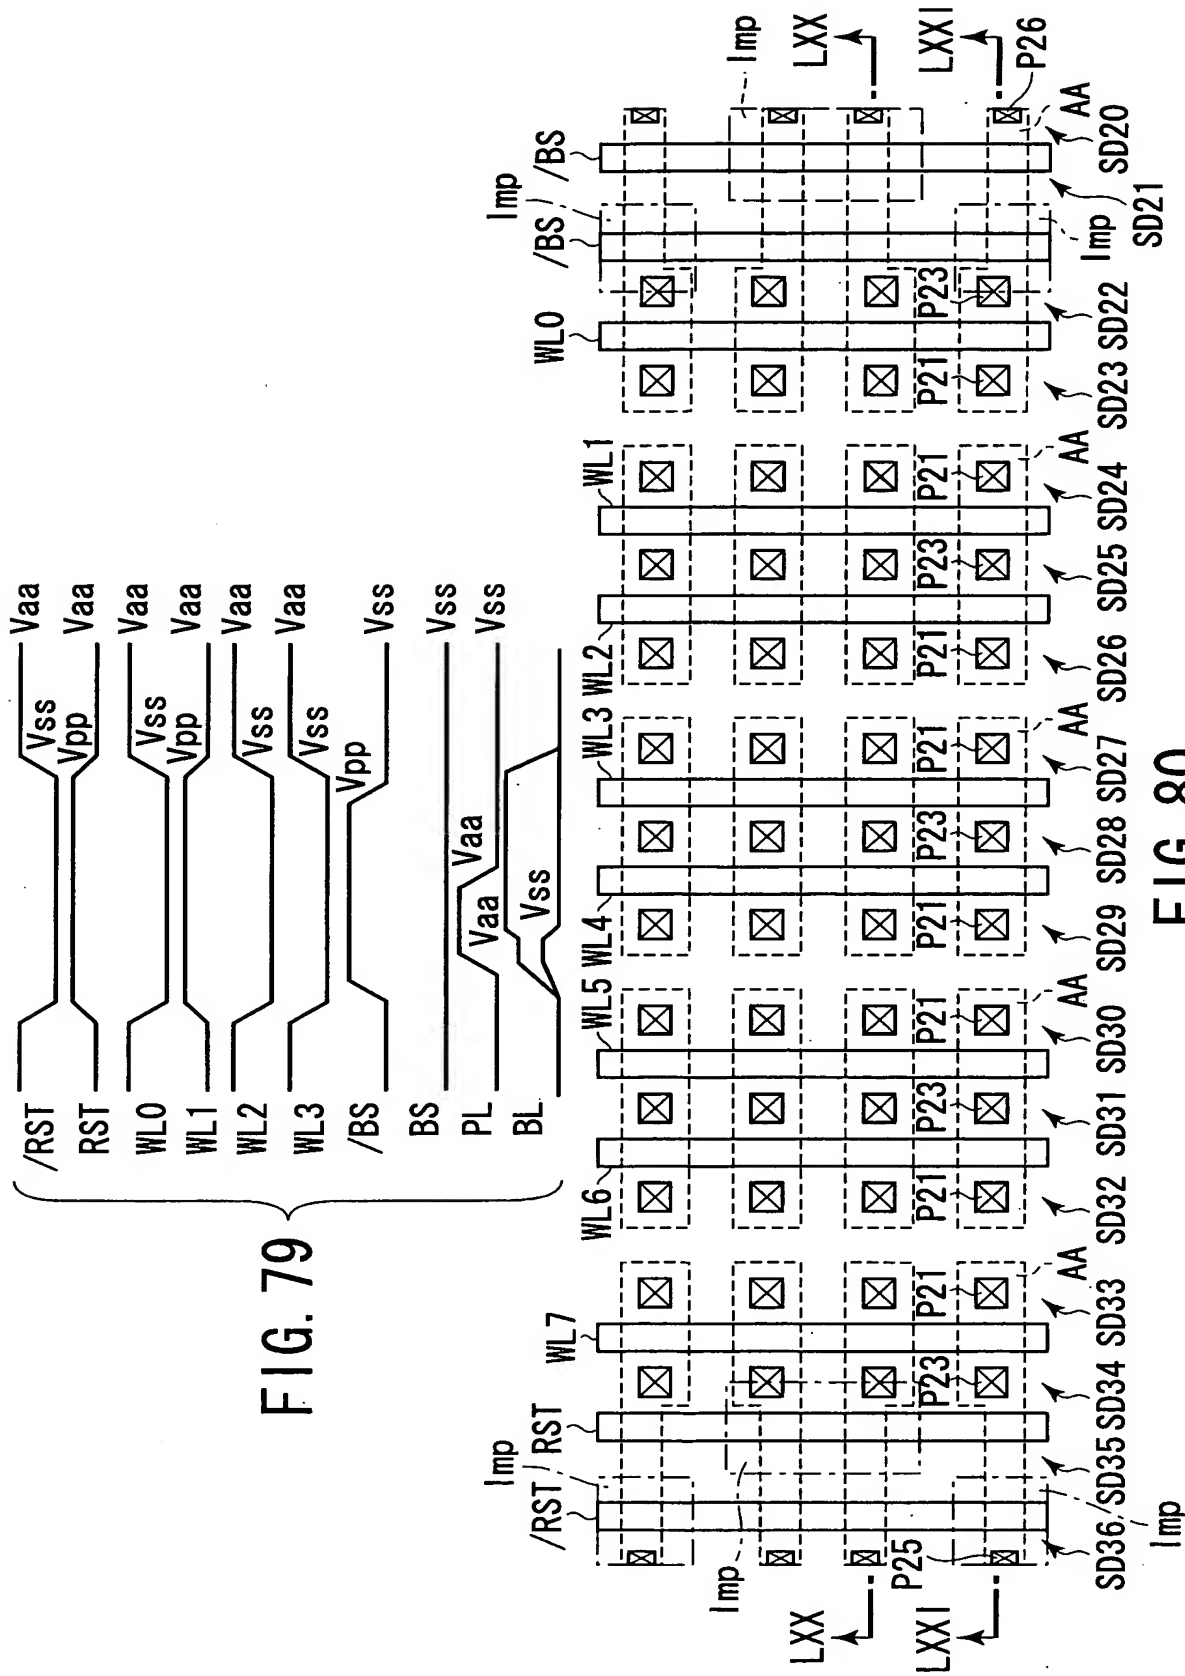 FIG. 79
/RST Vss Vaa
RST Vpp Vaa
WL0 Vss Vaa
WL1 Vpp Vaa
WL2 Vss Vaa
WL3 Vss Vaa
/BS Vpp Vss
BS Vss
PL Vaa Vaa Vss
BL Vss
/RST RST WL7 WL6 WL5 WL4 WL3 WL2 WL1 WL0 /BS /BS
Imp Imp Imp
Imp
LXX LXX
P25 P23 P21 P21 P23 P21 P21 P23 P21 P21 P23 P21 P21 P23
LXXI LXXI
P26
AA AA AA AA AA
Imp Imp
SD36 SD35 SD34 SD33 SD32 SD31 SD30 SD29 SD28 SD27 SD26 SD25 SD24 SD23 SD22 SD21 SD20
FIG. 80